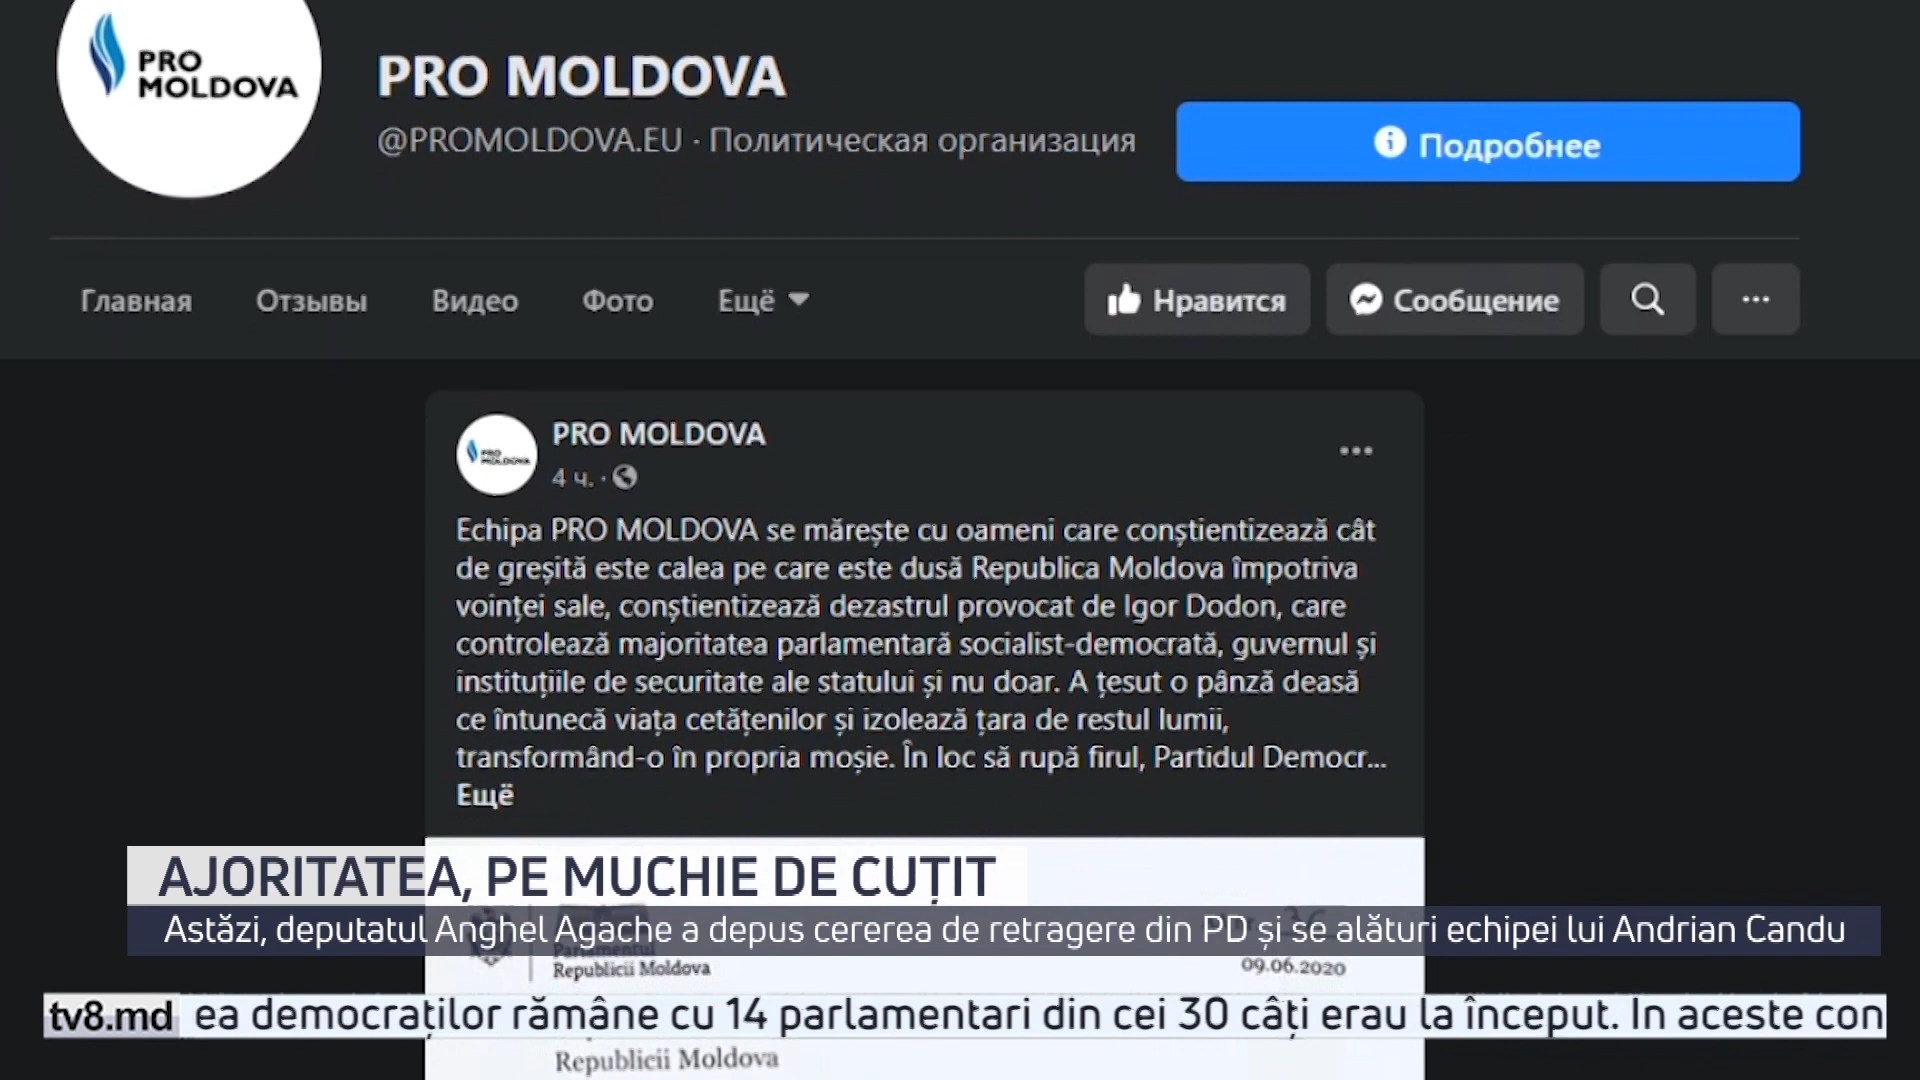 PRO
MOLDOVA
PRO MOLDOVA
@PROMOLDOVA.EU · Политическая организация
Подробнее
Главная
Отзывы
Видео
Фото
Ещё
Нравится
Сообщение
PRO
MOLDOVA
PRO MOLDOVA
4 ч. ·
Echipa PRO MOLDOVA se mărește cu oameni care conștientizează cât
de greșită este calea pe care este dusă Republica Moldova împotriva
voinței sale, conștientizează dezastrul provocat de Igor Dodon, care
controlează majoritatea parlamentară socialist-democrată, guvernul și
instituțiile de securitate ale statului și nu doar. A țesut o pânză deasă
ce întunecă viața cetățenilor și izolează țara de restul lumii,
transformând-o în propria moșie. În loc să rupă firul, Partidul Democr...
Ещё
AJORITATEA, PE MUCHIE DE CUȚIT
Astăzi, deputatul Anghel Agache a depus cererea de retragere din PD și se alături echipei lui Andrian Candu
Parlamentul
Republicii Moldova
09.06.2020
tv8.md ea democraților rămâne cu 14 parlamentari din cei 30 câți erau la început. In aceste con
Republicii Moldova